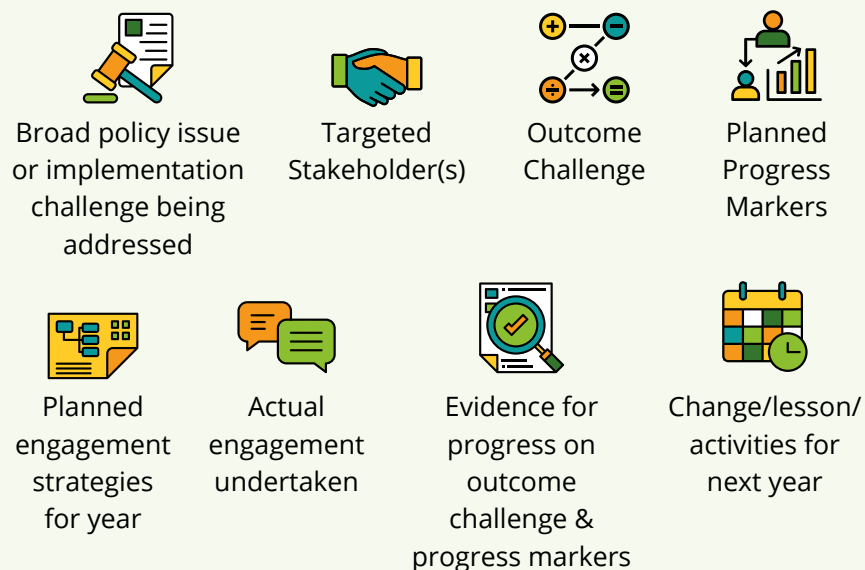 Broad policy issue
or implementation
challenge being
addressed
Targeted
Stakeholder(s)
Outcome
Challenge
Planned
Progress
Markers
Planned
engagement
strategies
for year
Actual
engagement
undertaken
Evidence for
progress on
outcome
challenge &
progress markers
Change/lesson/
activities for
next year